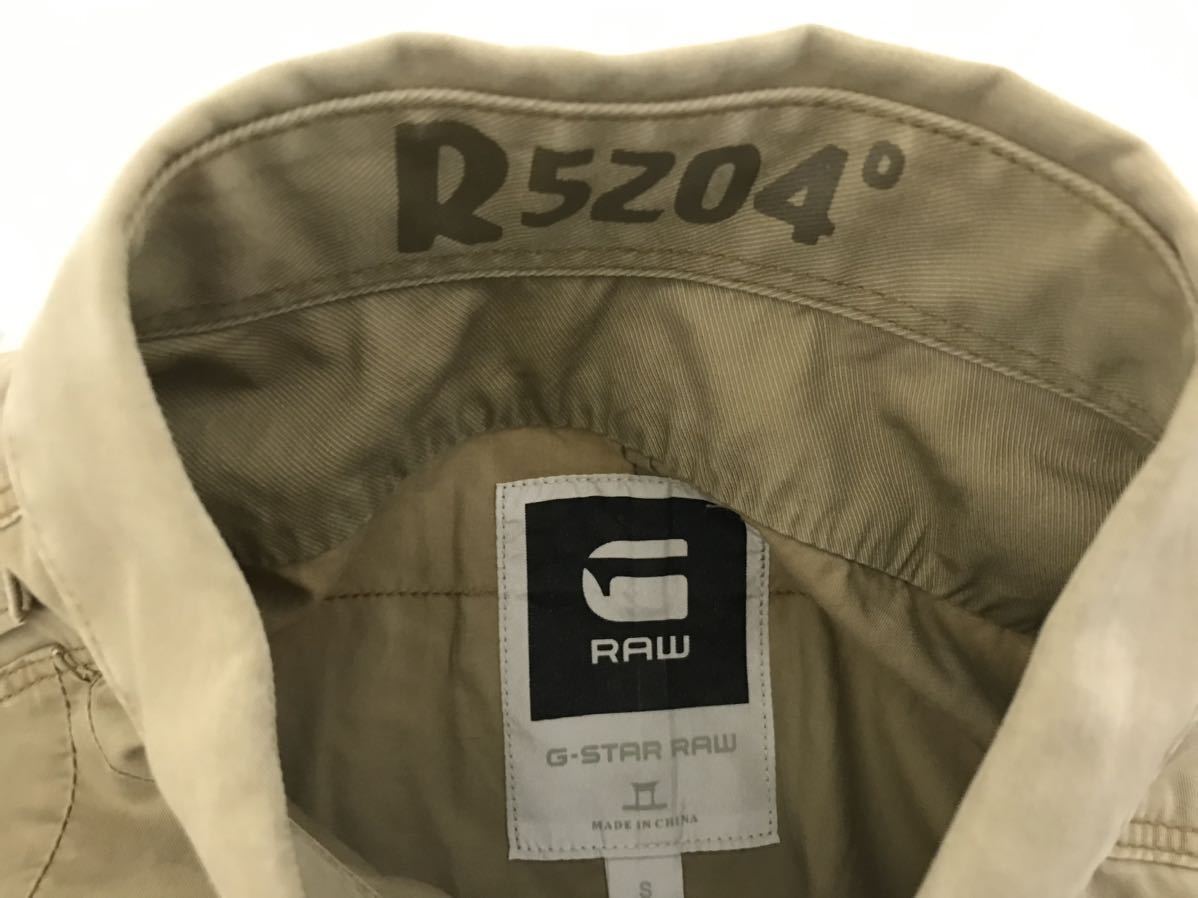 R5204°
RAW
G-STAR RAW
MADE IN CHINA
S